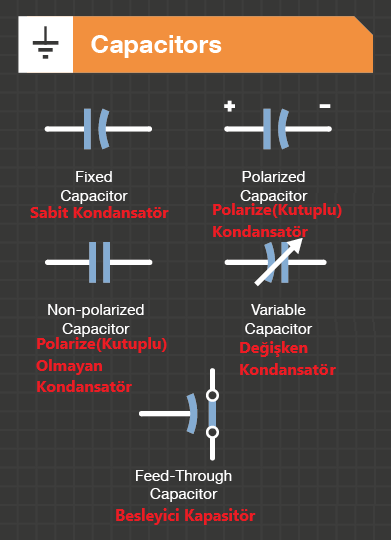 Capacitors
+ −
Fixed
Capacitor
Sabit Kondansatör
Polarized
Capacitor
Polarize(Kutuplu)
Kondansatör
Non-polarized
Capacitor
Polarize(Kutuplu)
Olmayan
Kondansatör
Variable
Capacitor
Değişken
Kondansatör
Feed-Through
Capacitor
Besleyici Kapasitör